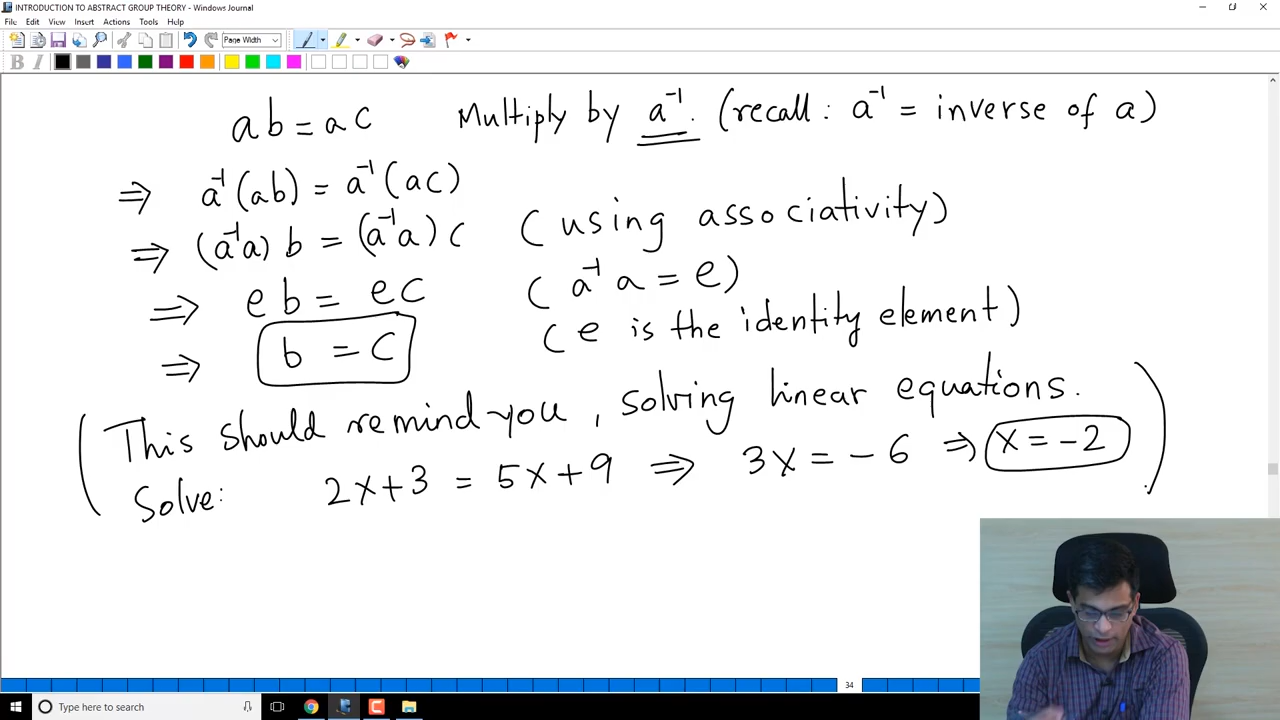 INTRODUCTION TO ABSTRACT GROUP THEORY - Windows Journal
File Edit View Insert Actions Tools Help
Page Width
B I
ab = ac Multiply by a⁻¹. (recall: a⁻¹ = inverse of a)
⇒ a⁻¹(ab) = a⁻¹(ac)
⇒ (a⁻¹a) b = (a⁻¹a) c (using associativity)
⇒ eb = ec (a⁻¹a = e)
⇒ b = c (e is the identity element)
(This should remind you, solving linear equations.
Solve: 2x+3 = 5x+9 ⇒ 3x = -6 ⇒ x = -2)
34
Type here to search